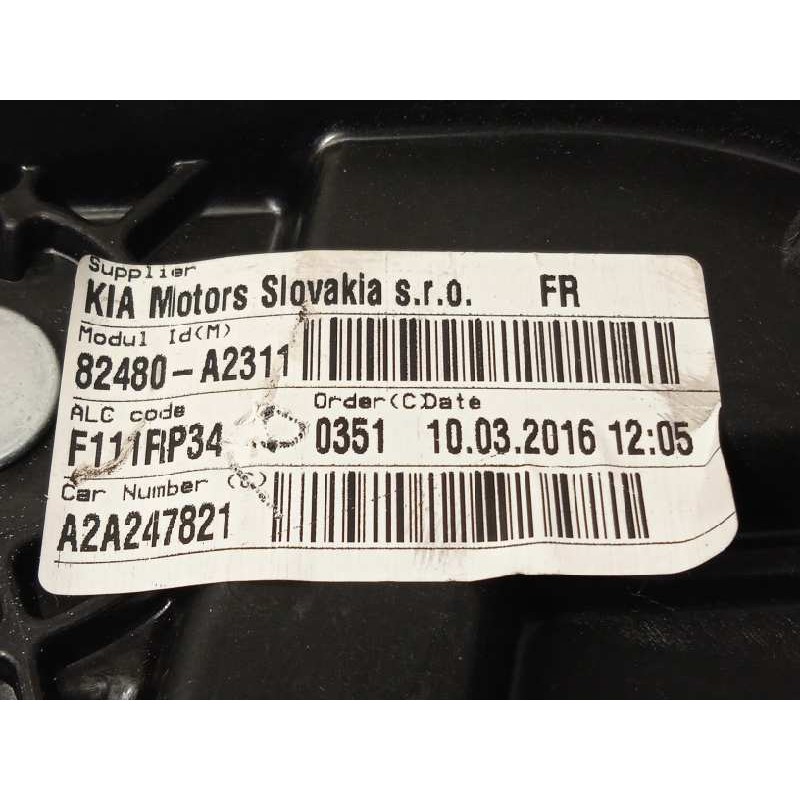 Supplier
KIA Motors Slovakia s.r.o. FR
Modul Id(M)
82480-A2311
ALC code Order(C)Date
F111FRP34 0351 10.03.2016 12:05
Car Number (C)
A2A247821